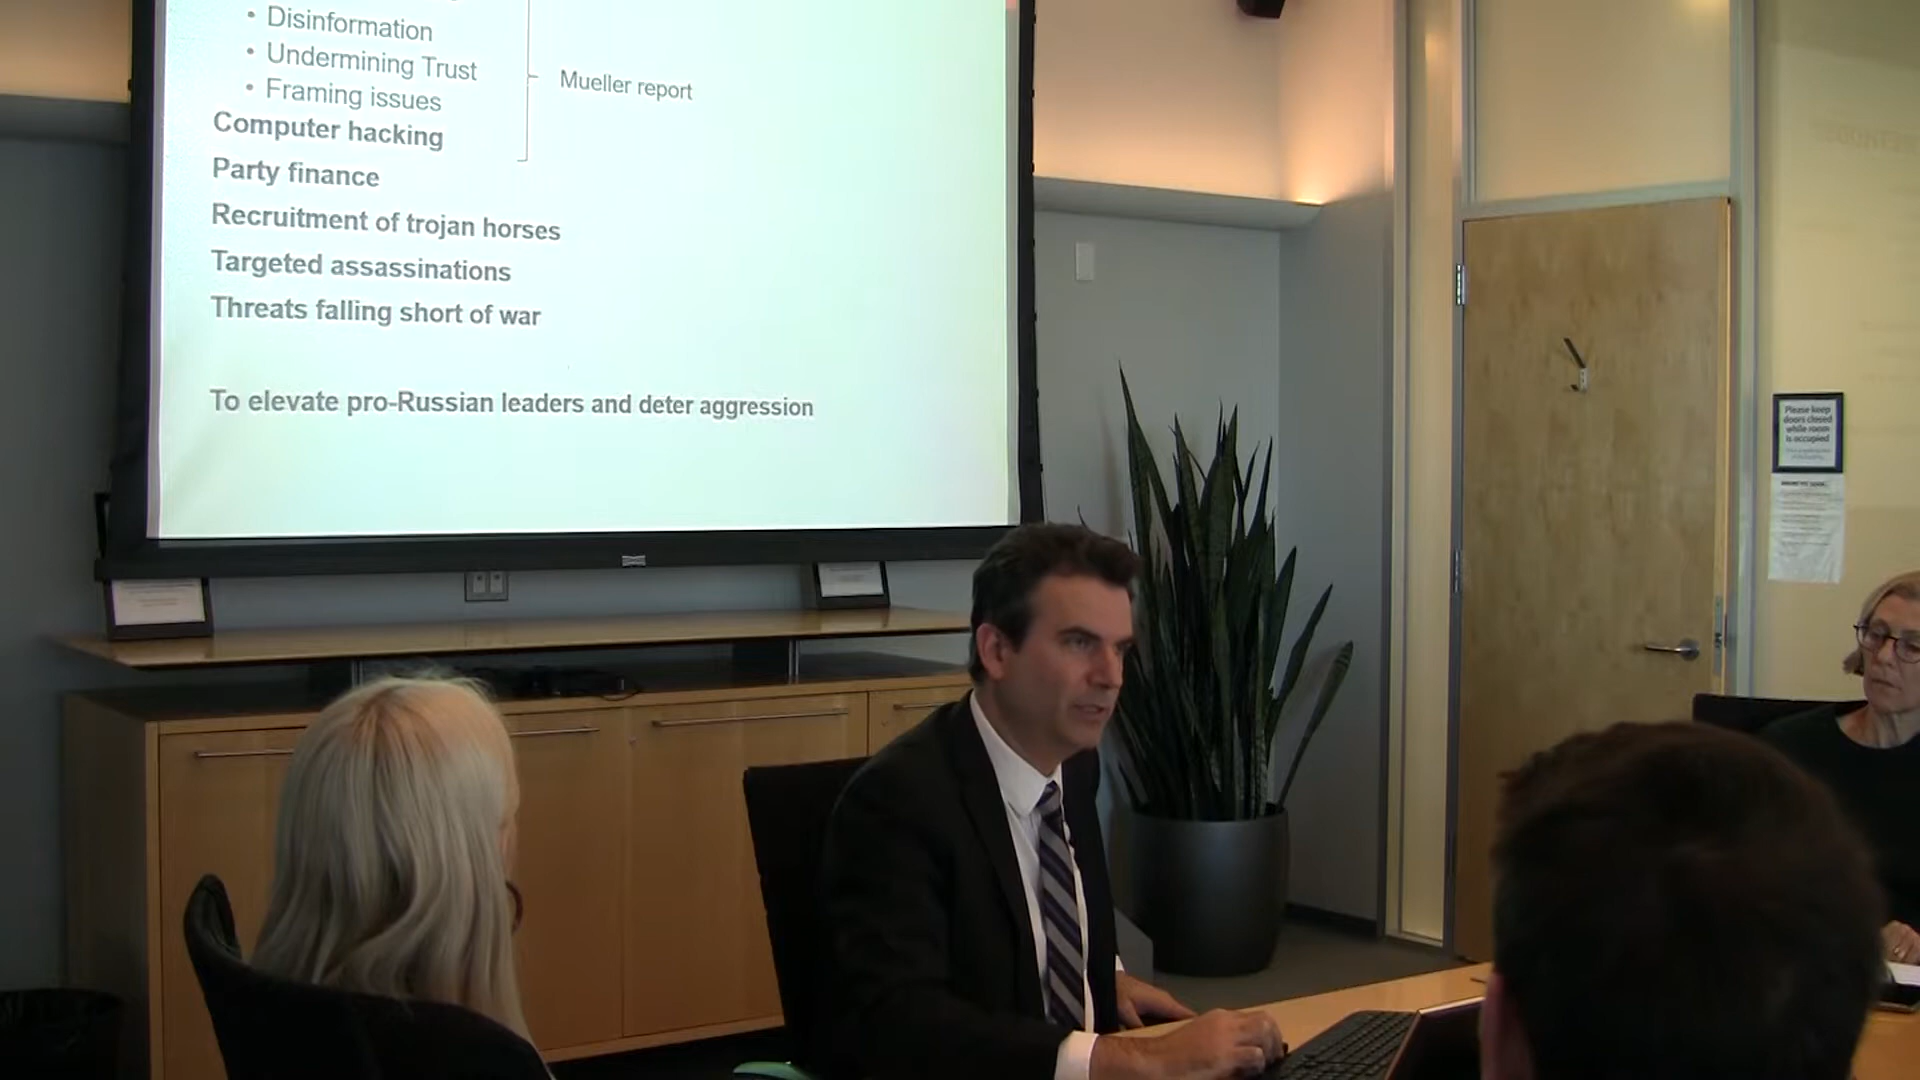 • Disinformation
• Undermining Trust
• Framing issues
Mueller report
Computer hacking
Party finance
Recruitment of trojan horses
Targeted assassinations
Threats falling short of war
To elevate pro-Russian leaders and deter aggression
Please keep
doors closed
while room
is occupied